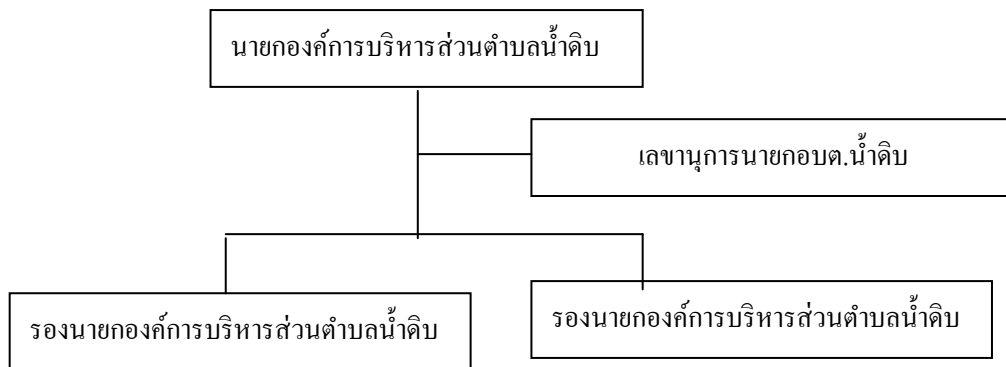 นายกองค์การบริหารส่วนตำบลน้ำดิบ
เลขานุการนายกอบต.น้ำดิบ
รองนายกองค์การบริหารส่วนตำบลน้ำดิบ
รองนายกองค์การบริหารส่วนตำบลน้ำดิบ